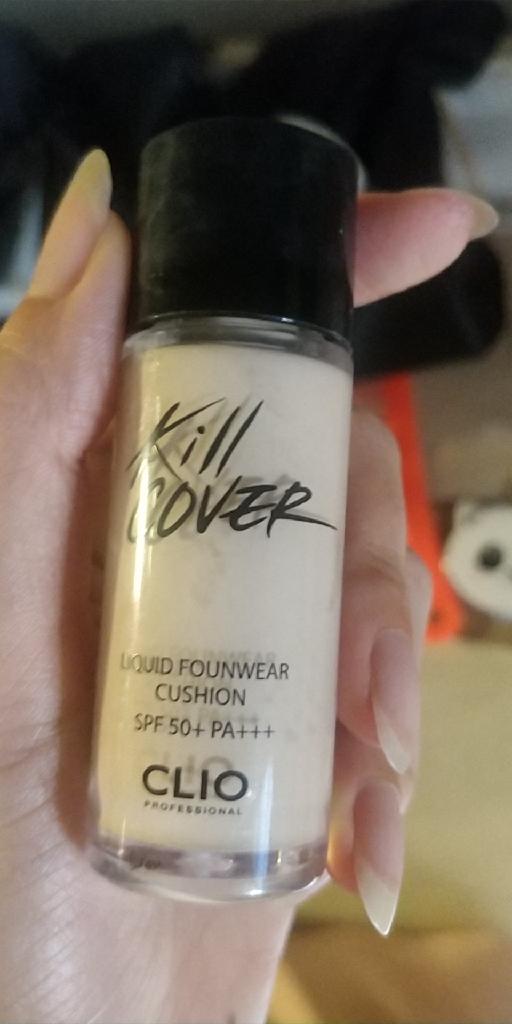 Kill
COVER
LIQUID FOUNWEAR
CUSHION
SPF 50+ PA+++
CLIO
PROFESSIONAL